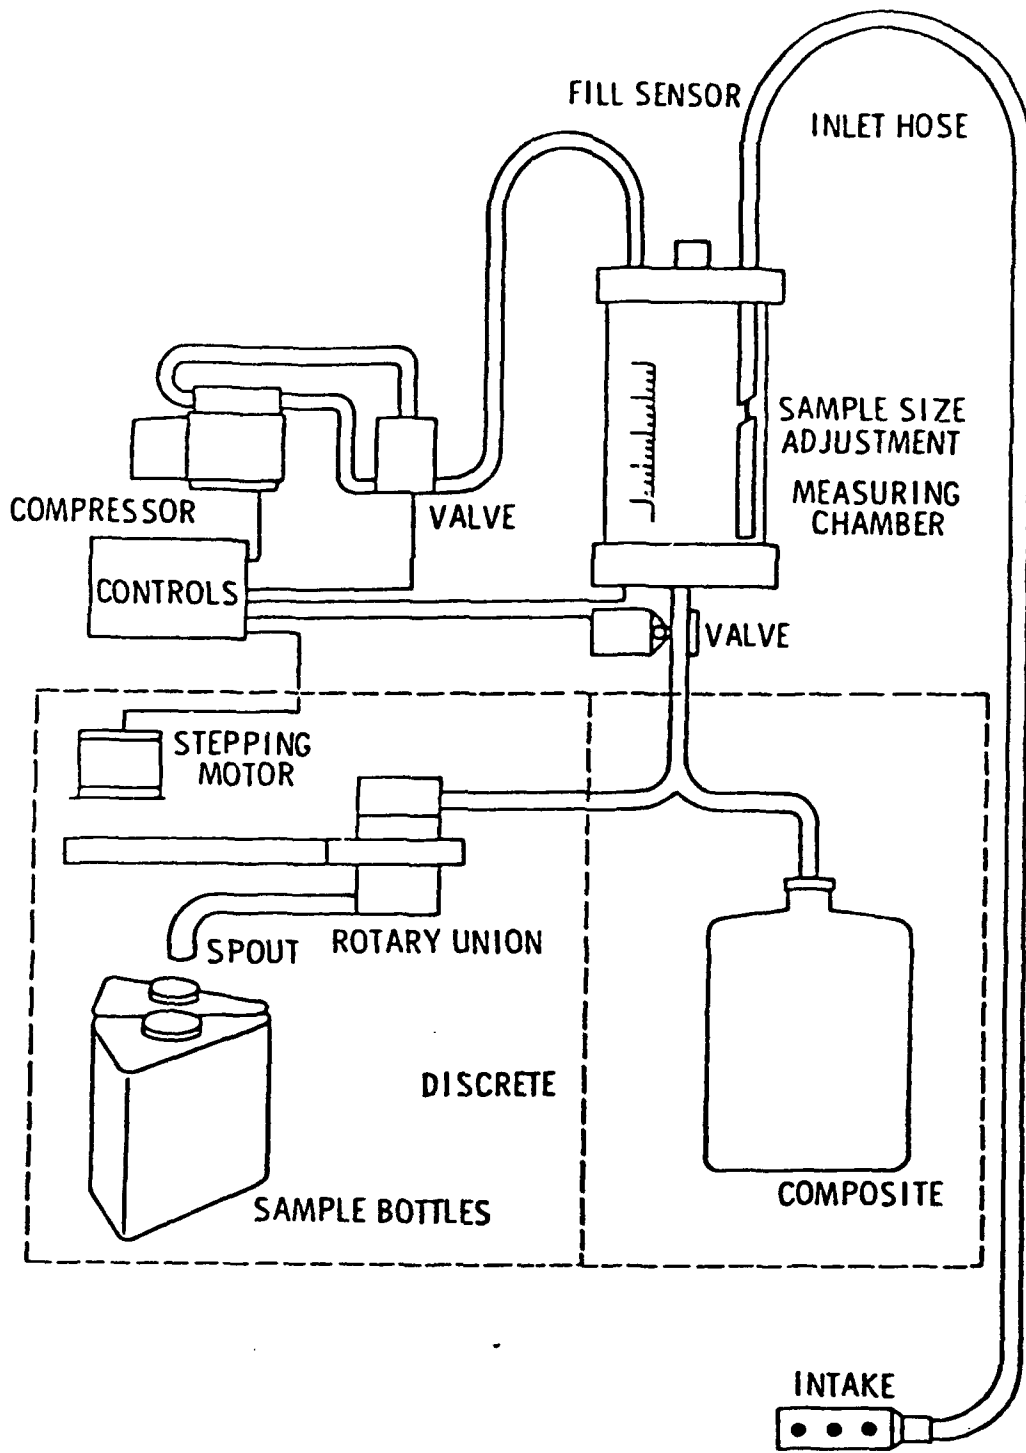 FILL SENSOR
INLET HOSE
SAMPLE SIZE
ADJUSTMENT
MEASURING
CHAMBER
COMPRESSOR
VALVE
CONTROLS
VALVE
STEPPING
MOTOR
SPOUT
ROTARY UNION
DISCRETE
SAMPLE BOTTLES
COMPOSITE
INTAKE